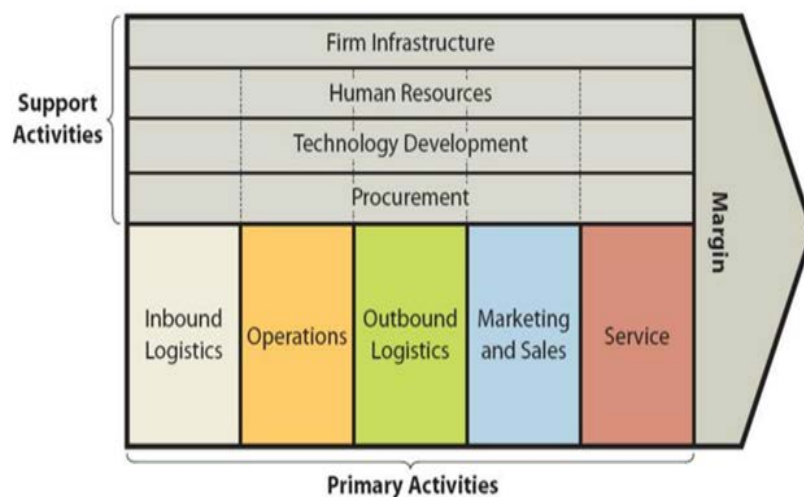 Firm Infrastructure
Support
Activities
Human Resources
Technology Development
Procurement
Margin
Inbound
Logistics
Operations
Outbound
Logistics
Marketing
and Sales
Service
Primary Activities